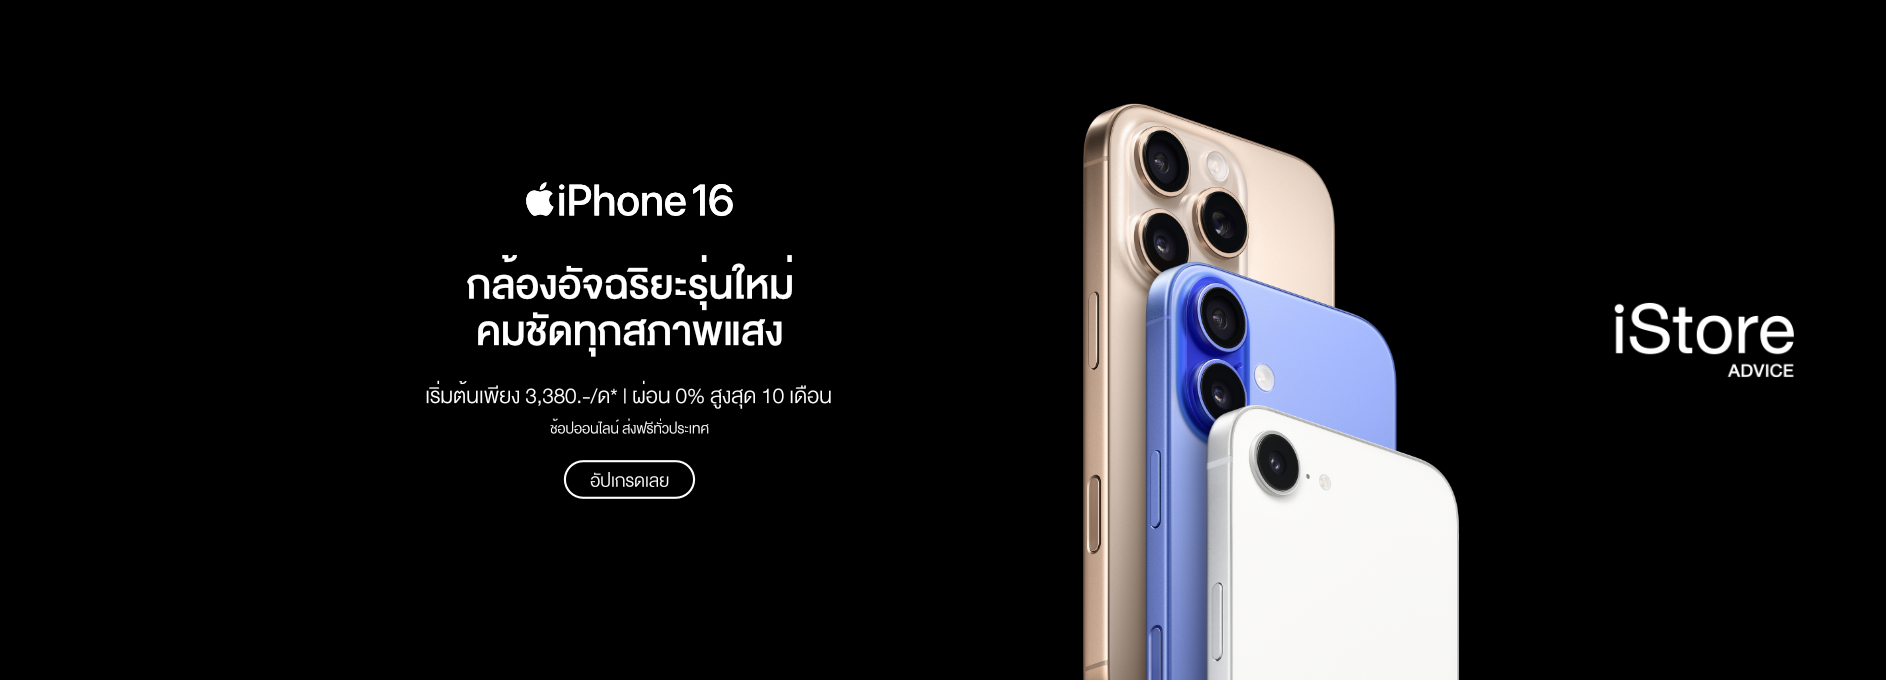 iPhone 16
กล้องอัจฉริยะรุ่นใหม่
คมชัดทุกสภาพแสง
เริ่มต้นเพียง 3,380.-/ด* | ผ่อน 0% สูงสุด 10 เดือน
ช้อปออนไลน์ ส่งฟรีทั่วประเทศ
อัปเกรดเลย
iStore
ADVICE